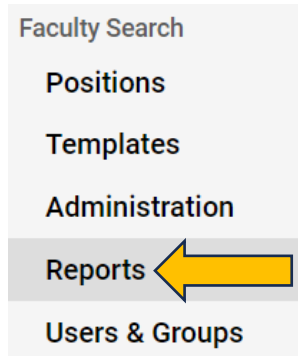 Faculty Search
Positions
Templates
Administration
Reports
Users & Groups